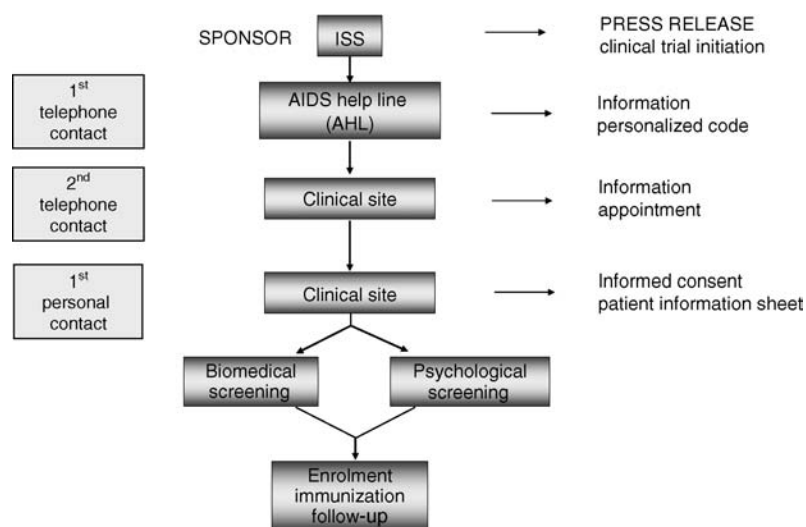 SPONSOR
ISS
PRESS RELEASE
clinical trial initiation
1st
telephone
contact
AIDS help line
(AHL)
Information
personalized code
2nd
telephone
contact
Clinical site
Information
appointment
1st
personal
contact
Clinical site
Informed consent
patient information sheet
Biomedical
screening
Psychological
screening
Enrolment
immunization
follow-up